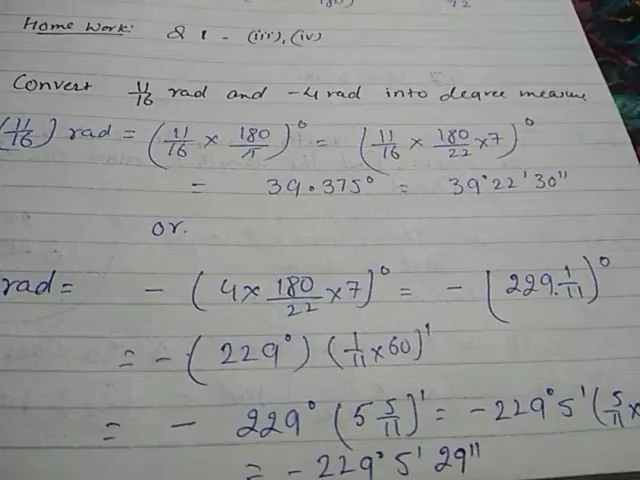 Home Work: Q 1 - (iii), (iv)
Convert 11/16 rad and -4 rad into degree measure
(11/16) rad = (11/16 × 180/π)° = (11/16 × 180/22 × 7)°
= 39.375° = 39°22'30"
or.
rad = - (4 × 180/22 × 7)° = - (229 1/11)°
= - (229°) (1/11 × 60)'
= - 229° (5 5/11)' = -229°5' (5/11 ×
= -229°5'29"